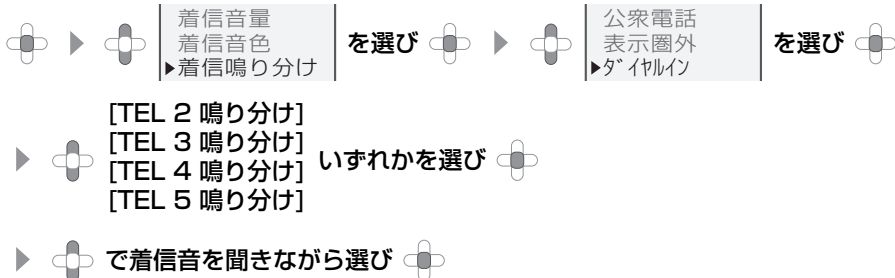 着信音量
着信音色
▶着信鳴り分け
を選び
公衆電話
表示圏外
▶ﾀﾞｲﾔﾙｲﾝ
を選び
[TEL 2 鳴り分け]
[TEL 3 鳴り分け]
[TEL 4 鳴り分け]
[TEL 5 鳴り分け]
いずれかを選び
で着信音を聞きながら選び